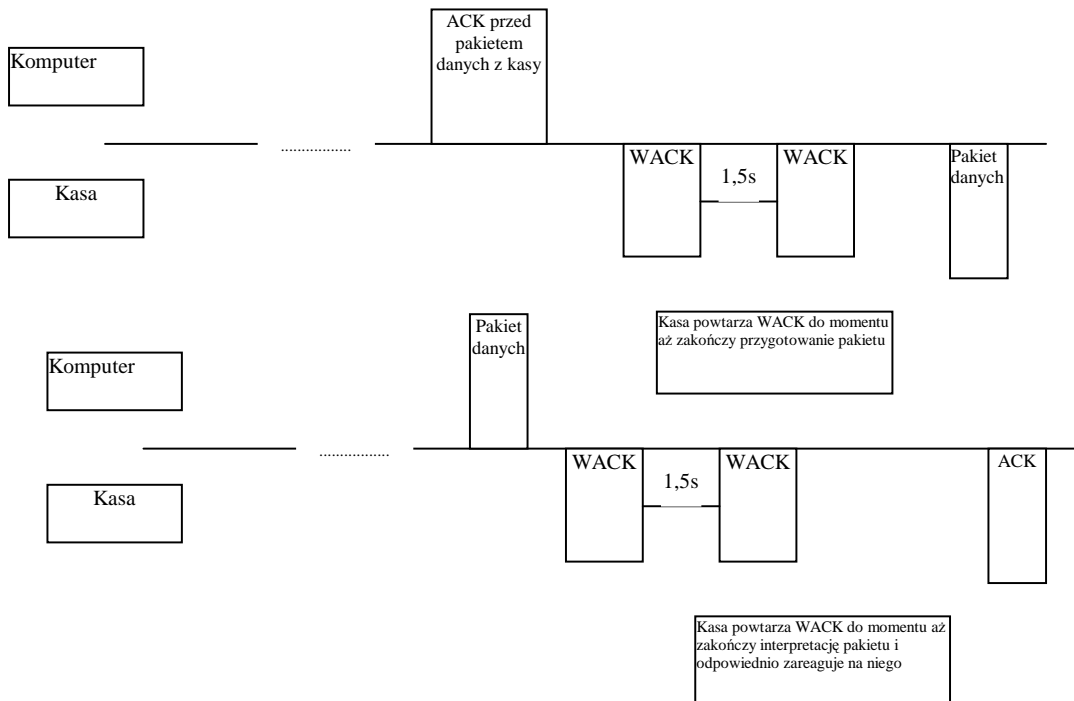 ACK przed
pakietem
danych z kasy
Komputer
.................
WACK
WACK
Pakiet
danych
1,5s
Kasa
Kasa powtarza WACK do momentu
aż zakończy przygotowanie pakietu
Pakiet
danych
Komputer
.................
WACK
WACK
ACK
1,5s
Kasa
Kasa powtarza WACK do momentu aż
zakończy interpretację pakietu i
odpowiednio zareaguje na niego